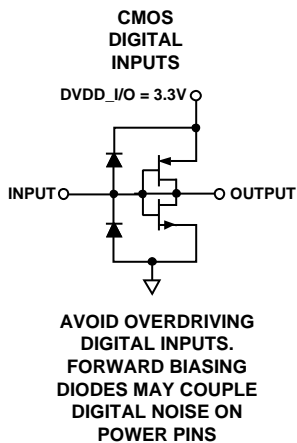 CMOS
DIGITAL
INPUTS
DVDD_I/O = 3.3V
INPUT
OUTPUT
AVOID OVERDRIVING
DIGITAL INPUTS.
FORWARD BIASING
DIODES MAY COUPLE
DIGITAL NOISE ON
POWER PINS